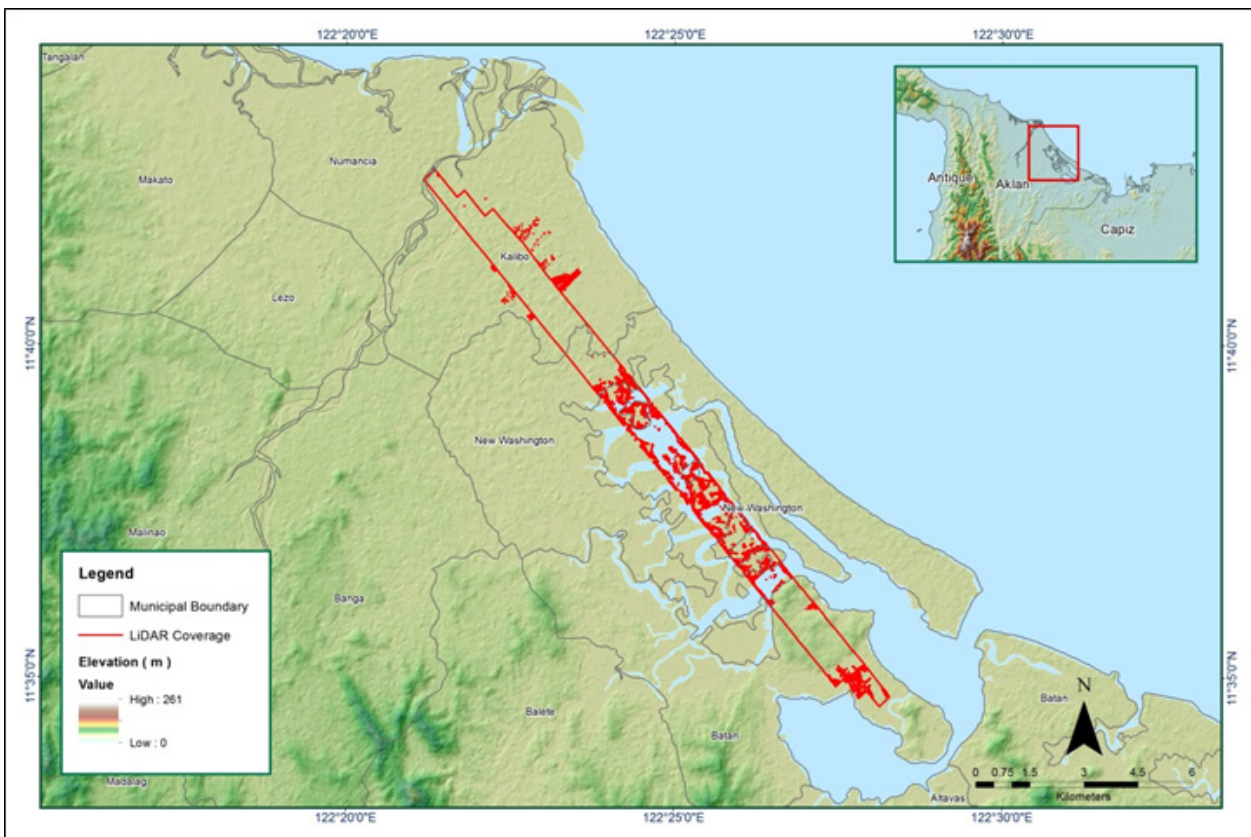 122°20'0"E 122°25'0"E 122°30'0"E
Tangalan
Numancia
Makato
Antique
Aklan
Capiz
Kalibo
Lezo
11°40'0"N 11°40'0"N
New Washington
New Washington
Malinao
Banga
Legend
Municipal Boundary
LiDAR Coverage
Elevation ( m )
Value
High : 261
Low : 0
11°35'0"N 11°35'0"N
Balete
Batan
Batan
N
Madalag
0 0.75 1.5 3 4.5 6
Kilometers
Altavas
122°20'0"E 122°25'0"E 122°30'0"E